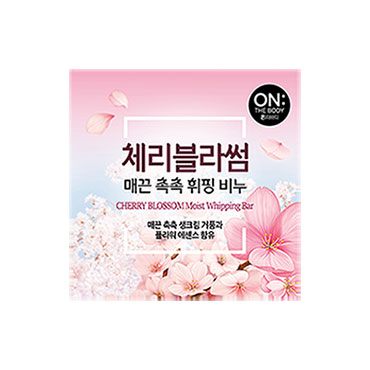 ON:
THE BODY
온더바디
체리블라썸
매끈 촉촉 휘핑 비누
CHERRY BLOSSOM Moist Whipping Bar
매끈 촉촉 생크림 거품과
플라워 에센스 함유